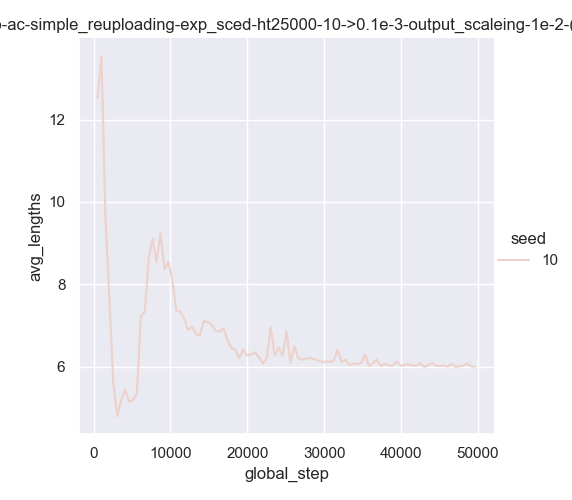 -ac-simple_reuploading-exp_sced-ht25000-10->0.1e-3-output_scaleing-1e-2-(
12
10
8
6
avg_lengths
0 10000 20000 30000 40000 50000
global_step
seed
10